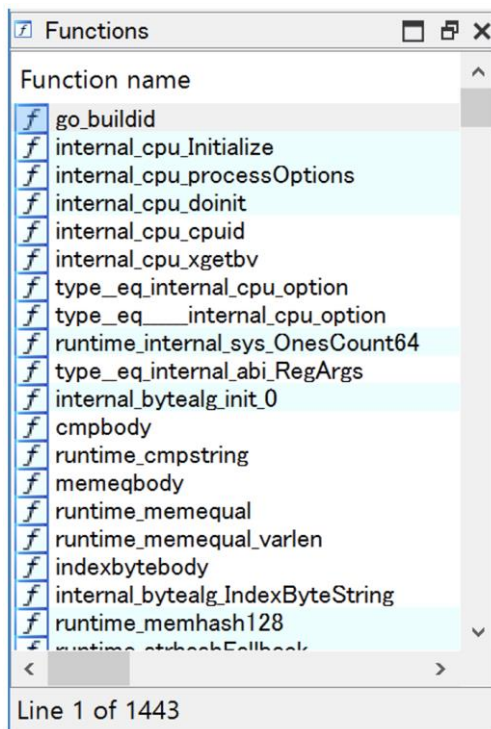 Functions
Function name
go_buildid
internal_cpu_Initialize
internal_cpu_processOptions
internal_cpu_doinit
internal_cpu_cpuid
internal_cpu_xgetbv
type__eq_internal_cpu_option
type__eq____internal_cpu_option
runtime_internal_sys_OnesCount64
type__eq_internal_abi_RegArgs
internal_bytealg_init_0
cmpbody
runtime_cmpstring
memeqbody
runtime_memequal
runtime_memequal_varlen
indexbytebody
internal_bytealg_IndexByteString
runtime_memhash128
runtime_strhashFallback
Line 1 of 1443